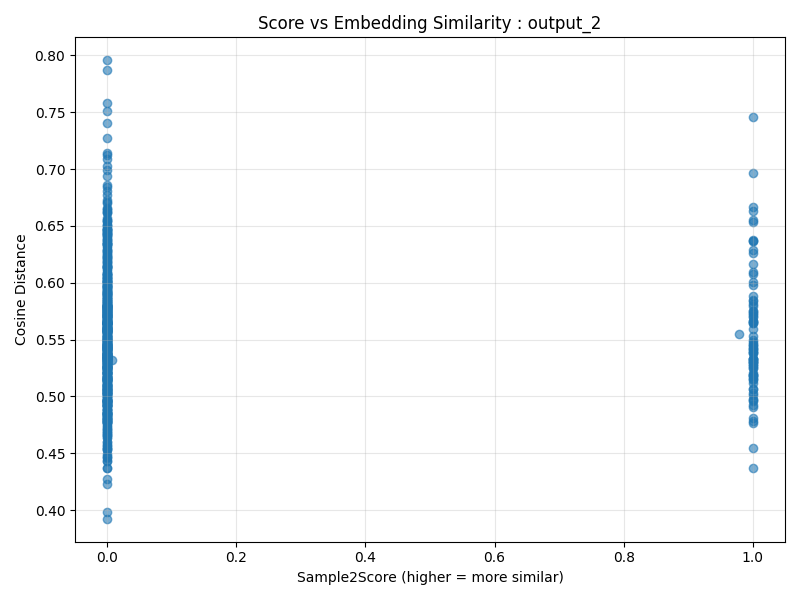 Score vs Embedding Similarity : output_2
Cosine Distance
0.80
0.75
0.70
0.65
0.60
0.55
0.50
0.45
0.40
0.0 0.2 0.4 0.6 0.8 1.0
Sample2Score (higher = more similar)